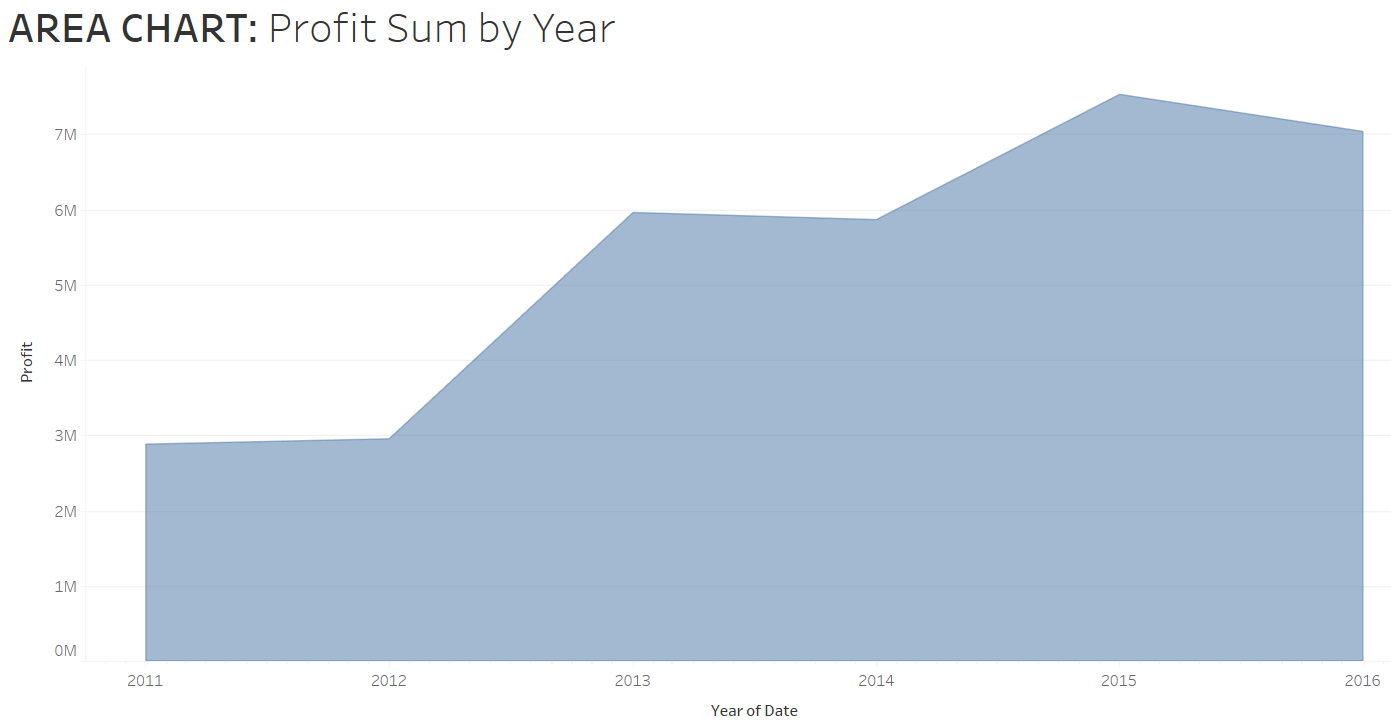 AREA CHART: Profit Sum by Year
7M
6M
5M
4M
3M
2M
1M
0M
Profit
2011 2012 2013 2014 2015 2016
Year of Date